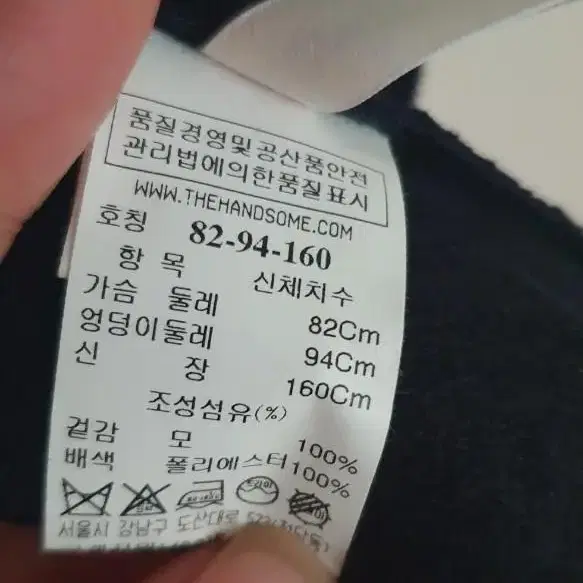 품질경영및공산품안전
관리법에의한품질표시
WWW.THEHANDSOME.COM
호칭 82-94-160
항 목 신체치수
가슴 둘레 82Cm
엉덩이둘레 94Cm
신 장 160Cm
조성섬유(%)
겉감 모 100%
배색 폴리에스터100%
서울시 강남구 도산대로